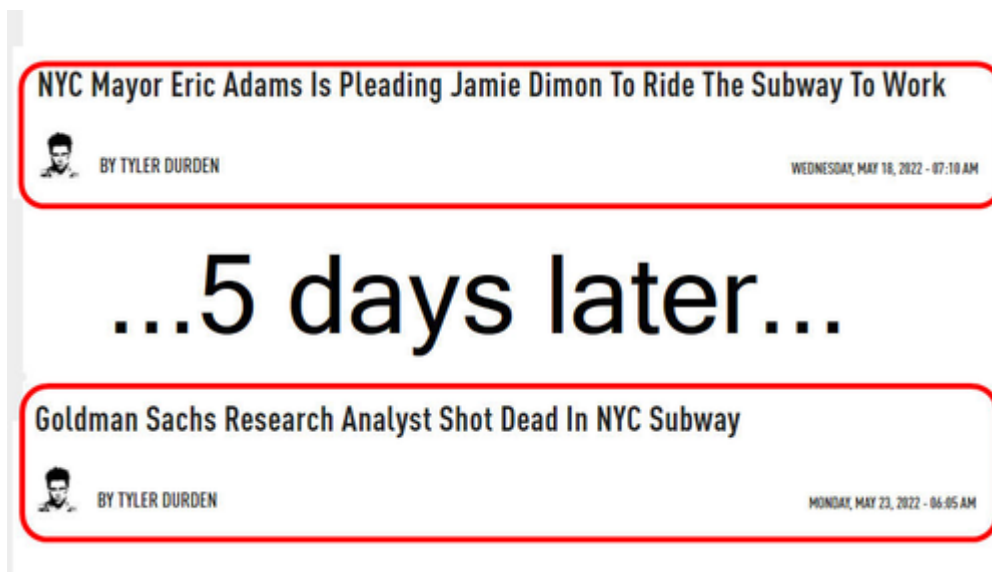 NYC Mayor Eric Adams Is Pleading Jamie Dimon To Ride The Subway To Work
BY TYLER DURDEN
WEDNESDAY, MAY 18, 2022 - 07:10 AM
...5 days later...
Goldman Sachs Research Analyst Shot Dead In NYC Subway
BY TYLER DURDEN
MONDAY, MAY 23, 2022 - 06:05 AM